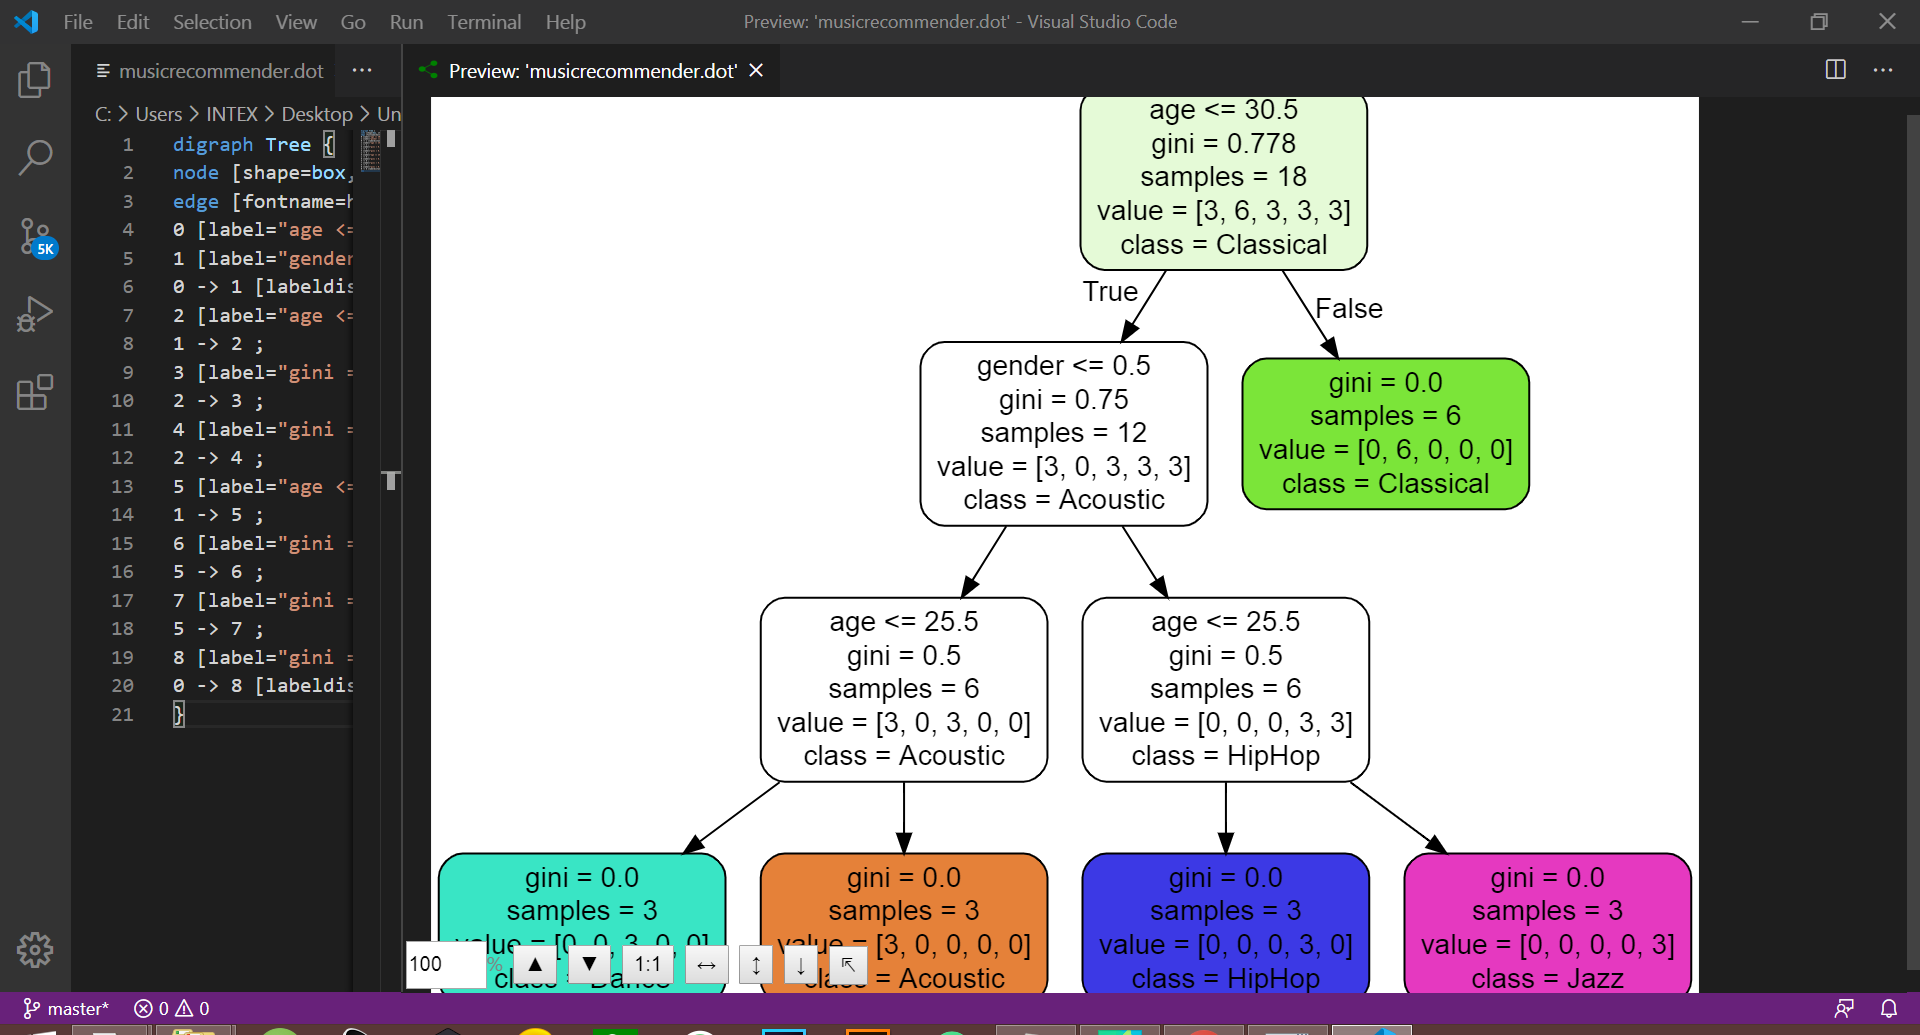 File Edit Selection View Go Run Terminal Help
Preview: 'musicrecommender.dot' - Visual Studio Code
musicrecommender.dot ···
Preview: 'musicrecommender.dot' ×
C: > Users > INTEX > Desktop > Un
1 digraph Tree {
2 node [shape=box,
3 edge [fontname=h
4 0 [label="age <=
5 1 [label="gender
6 0 -> 1 [labeldis
7 2 [label="age <=
8 1 -> 2 ;
9 3 [label="gini =
10 2 -> 3 ;
11 4 [label="gini =
12 2 -> 4 ;
13 5 [label="age <=
14 1 -> 5 ;
15 6 [label="gini =
16 5 -> 6 ;
17 7 [label="gini =
18 5 -> 7 ;
19 8 [label="gini =
20 0 -> 8 [labeldis
21 }
5K
age <= 30.5
gini = 0.778
samples = 18
value = [3, 6, 3, 3, 3]
class = Classical
True
False
gender <= 0.5
gini = 0.75
samples = 12
value = [3, 0, 3, 3, 3]
class = Acoustic
gini = 0.0
samples = 6
value = [0, 6, 0, 0, 0]
class = Classical
age <= 25.5
gini = 0.5
samples = 6
value = [3, 0, 3, 0, 0]
class = Acoustic
age <= 25.5
gini = 0.5
samples = 6
value = [0, 0, 0, 3, 3]
class = HipHop
gini = 0.0
samples = 3
value = [0, 0, 3, 0, 0]
class = Dance
gini = 0.0
samples = 3
value = [3, 0, 0, 0, 0]
class = Acoustic
gini = 0.0
samples = 3
value = [0, 0, 0, 3, 0]
class = HipHop
gini = 0.0
samples = 3
value = [0, 0, 0, 0, 3]
class = Jazz
100 % ▲ ▼ 1:1 ↔ ↕ ↓ ↖
master* 0 0